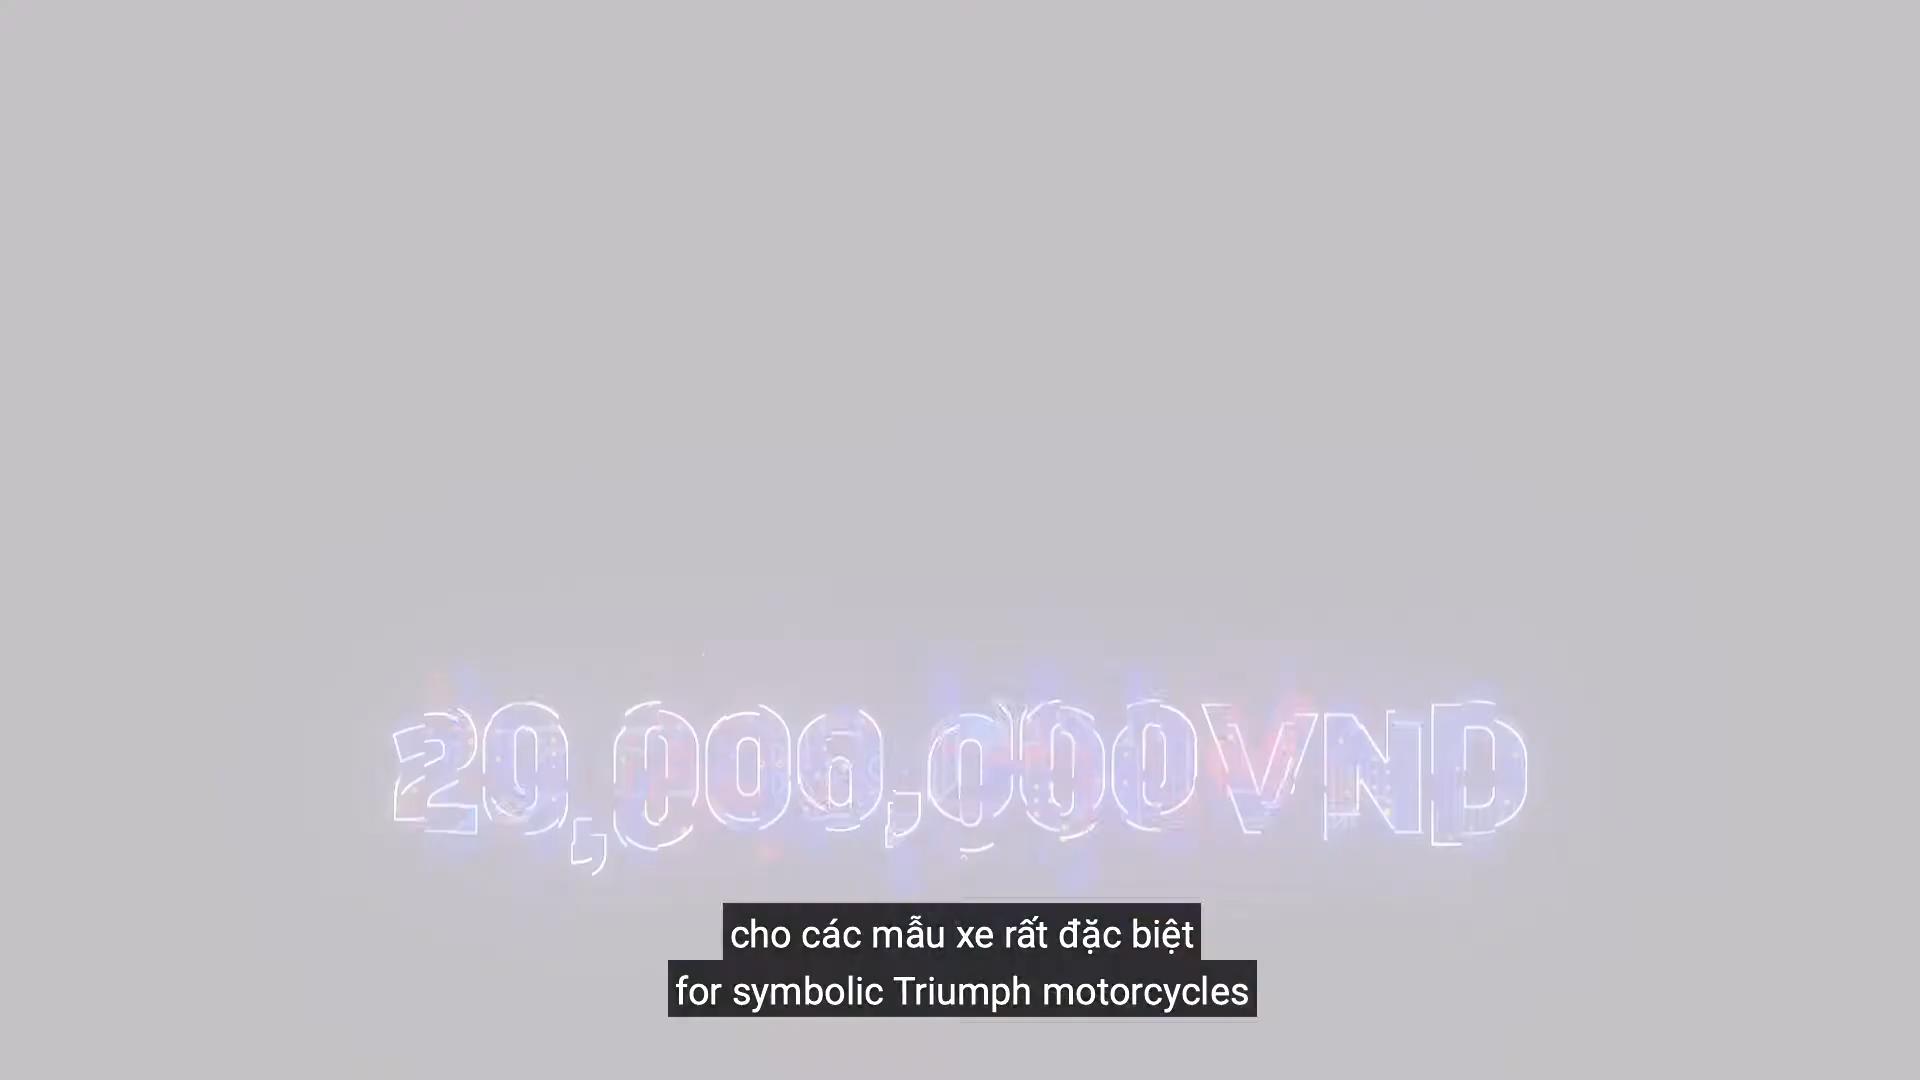 20,000,000VND
cho các mẫu xe rất đặc biệt
for symbolic Triumph motorcycles